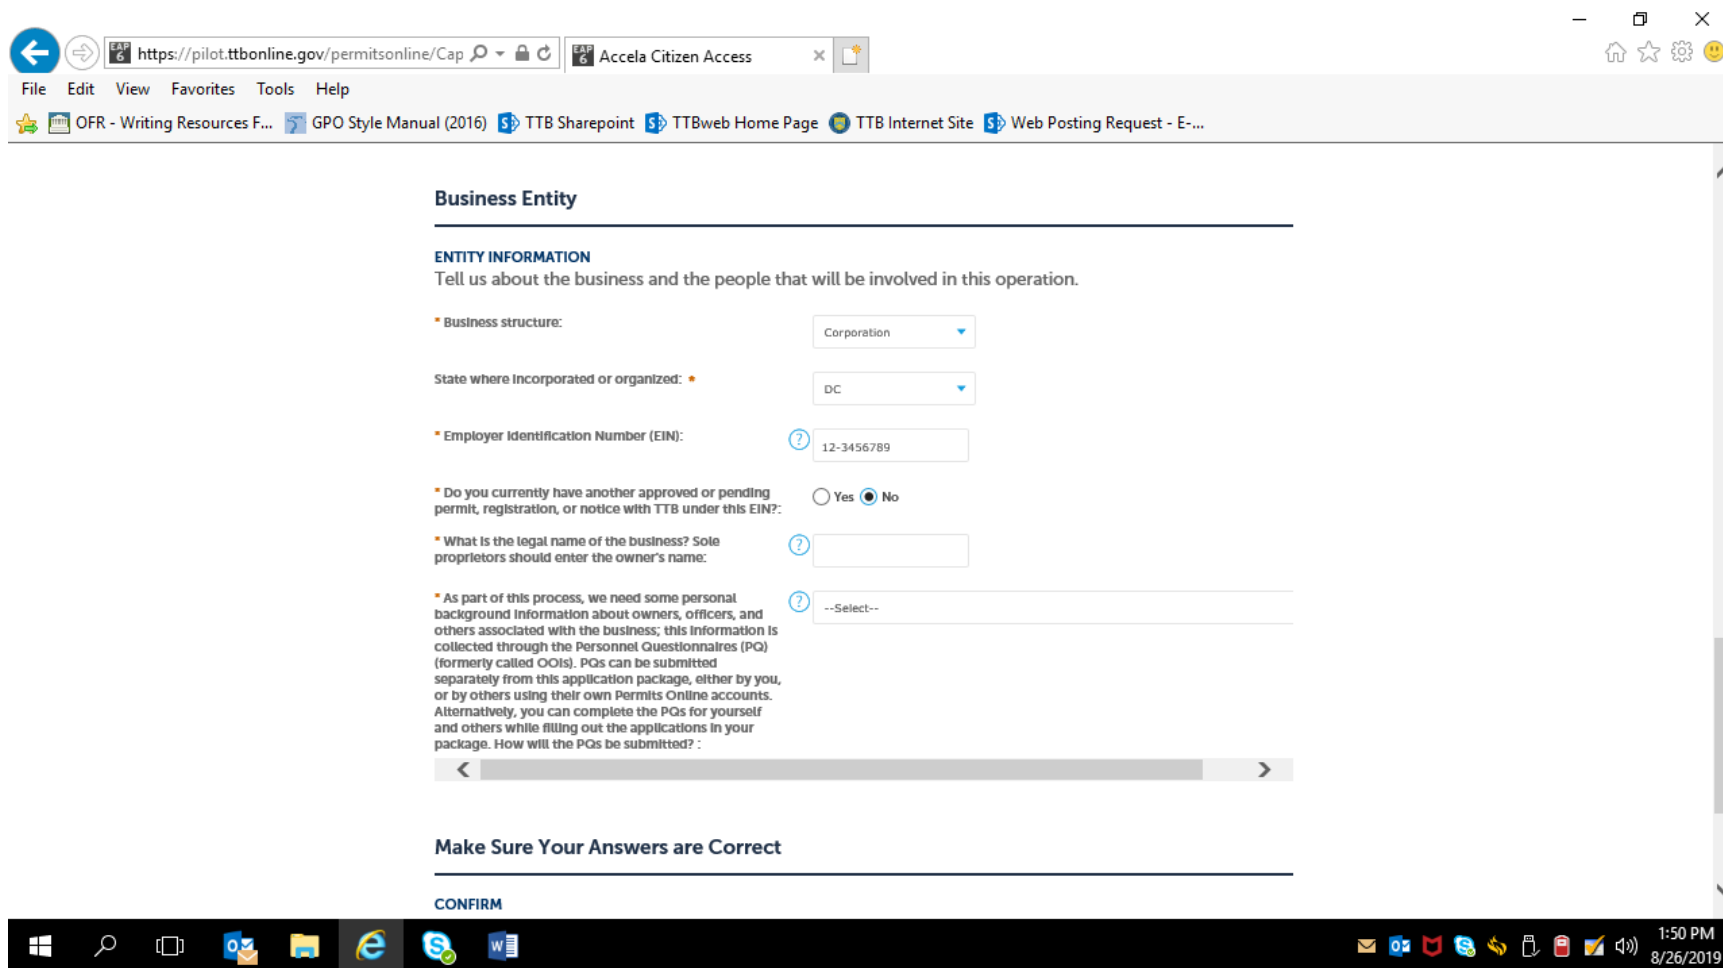 https://pilot.ttbonline.gov/permitsonline/Cap
Accela Citizen Access
File Edit View Favorites Tools Help
OFR - Writing Resources F... GPO Style Manual (2016) TTB Sharepoint TTBweb Home Page TTB Internet Site Web Posting Request - E-...
Business Entity
ENTITY INFORMATION
Tell us about the business and the people that will be involved in this operation.
* Business structure:
Corporation
State where incorporated or organized: *
DC
* Employer Identification Number (EIN):
?
12-3456789
* Do you currently have another approved or pending
permit, registration, or notice with TTB under this EIN?:
Yes No
* What is the legal name of the business? Sole
proprietors should enter the owner's name:
?
* As part of this process, we need some personal
background information about owners, officers, and
others associated with the business; this information is
collected through the Personnel Questionnaires (PQ)
(formerly called OOIs). PQs can be submitted
separately from this application package, either by you,
or by others using their own Permits Online accounts.
Alternatively, you can complete the PQs for yourself
and others while filling out the applications in your
package. How will the PQs be submitted? :
?
--Select--
Make Sure Your Answers are Correct
CONFIRM
1:50 PM
8/26/2019